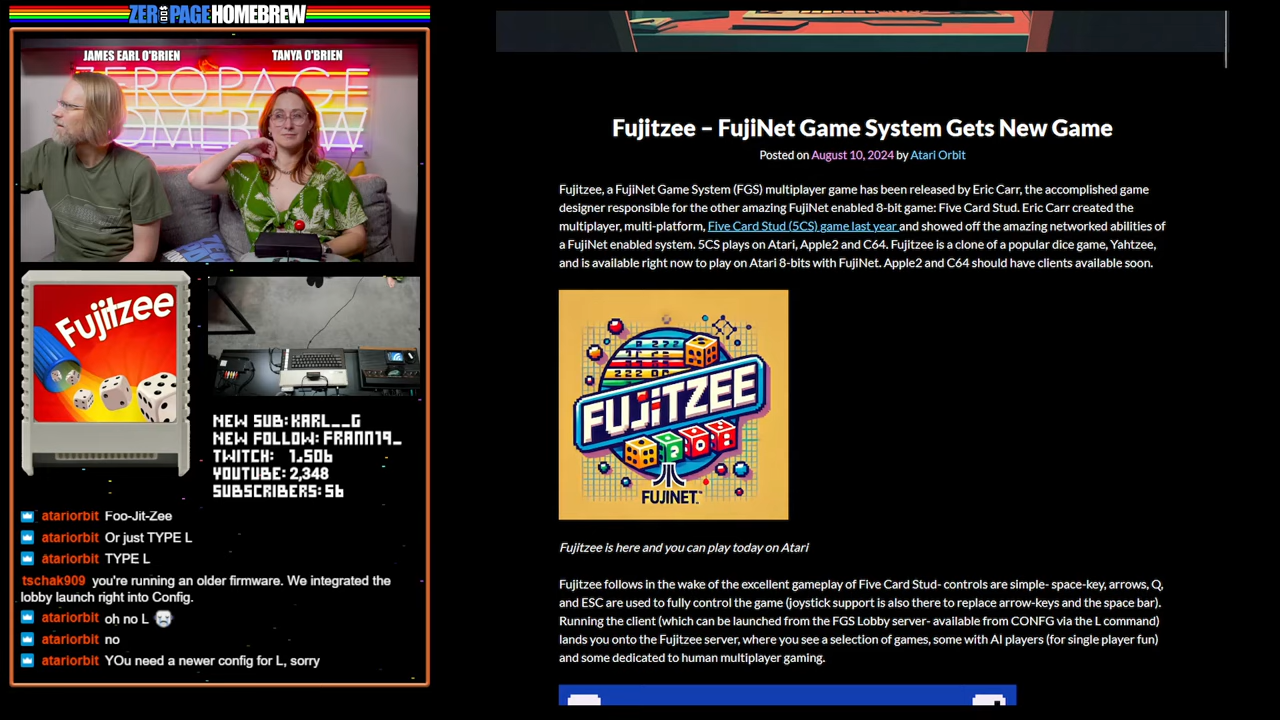 ZEROPAGE HOMEBREW
JAMES EARL O'BRIEN
TANYA O'BRIEN
ZEROPAGE
HOMEBREW
Fujitzee
NEW SUB: KARL__G
NEW FOLLOW: FRANN19_
TWITCH: 1,506
YOUTUBE: 2,348
SUBSCRIBERS: 56
atariorbit Foo-Jit-Zee
atariorbit Or just TYPE L
atariorbit TYPE L
tschak909 you're running an older firmware. We integrated the
lobby launch right into Config.
atariorbit oh no L
atariorbit no
atariorbit YOu need a newer config for L, sorry
Fujitzee – FujiNet Game System Gets New Game
Posted on August 10, 2024 by Atari Orbit
Fujitzee, a FujiNet Game System (FGS) multiplayer game has been released by Eric Carr, the accomplished game
designer responsible for the other amazing FujiNet enabled 8-bit game: Five Card Stud. Eric Carr created the
multiplayer, multi-platform, Five Card Stud (5CS) game last year and showed off the amazing networked abilities of
a FujiNet enabled system. 5CS plays on Atari, Apple2 and C64. Fujitzee is a clone of a popular dice game, Yahtzee,
and is available right now to play on Atari 8-bits with FujiNet. Apple2 and C64 should have clients available soon.
FUJITZEE
FUJINET
Fujitzee is here and you can play today on Atari
Fujitzee follows in the wake of the excellent gameplay of Five Card Stud- controls are simple- space-key, arrows, Q,
and ESC are used to fully control the game (joystick support is also there to replace arrow-keys and the space bar).
Running the client (which can be launched from the FGS Lobby server- available from CONFG via the L command)
lands you onto the Fujitzee server, where you see a selection of games, some with AI players (for single player fun)
and some dedicated to human multiplayer gaming.